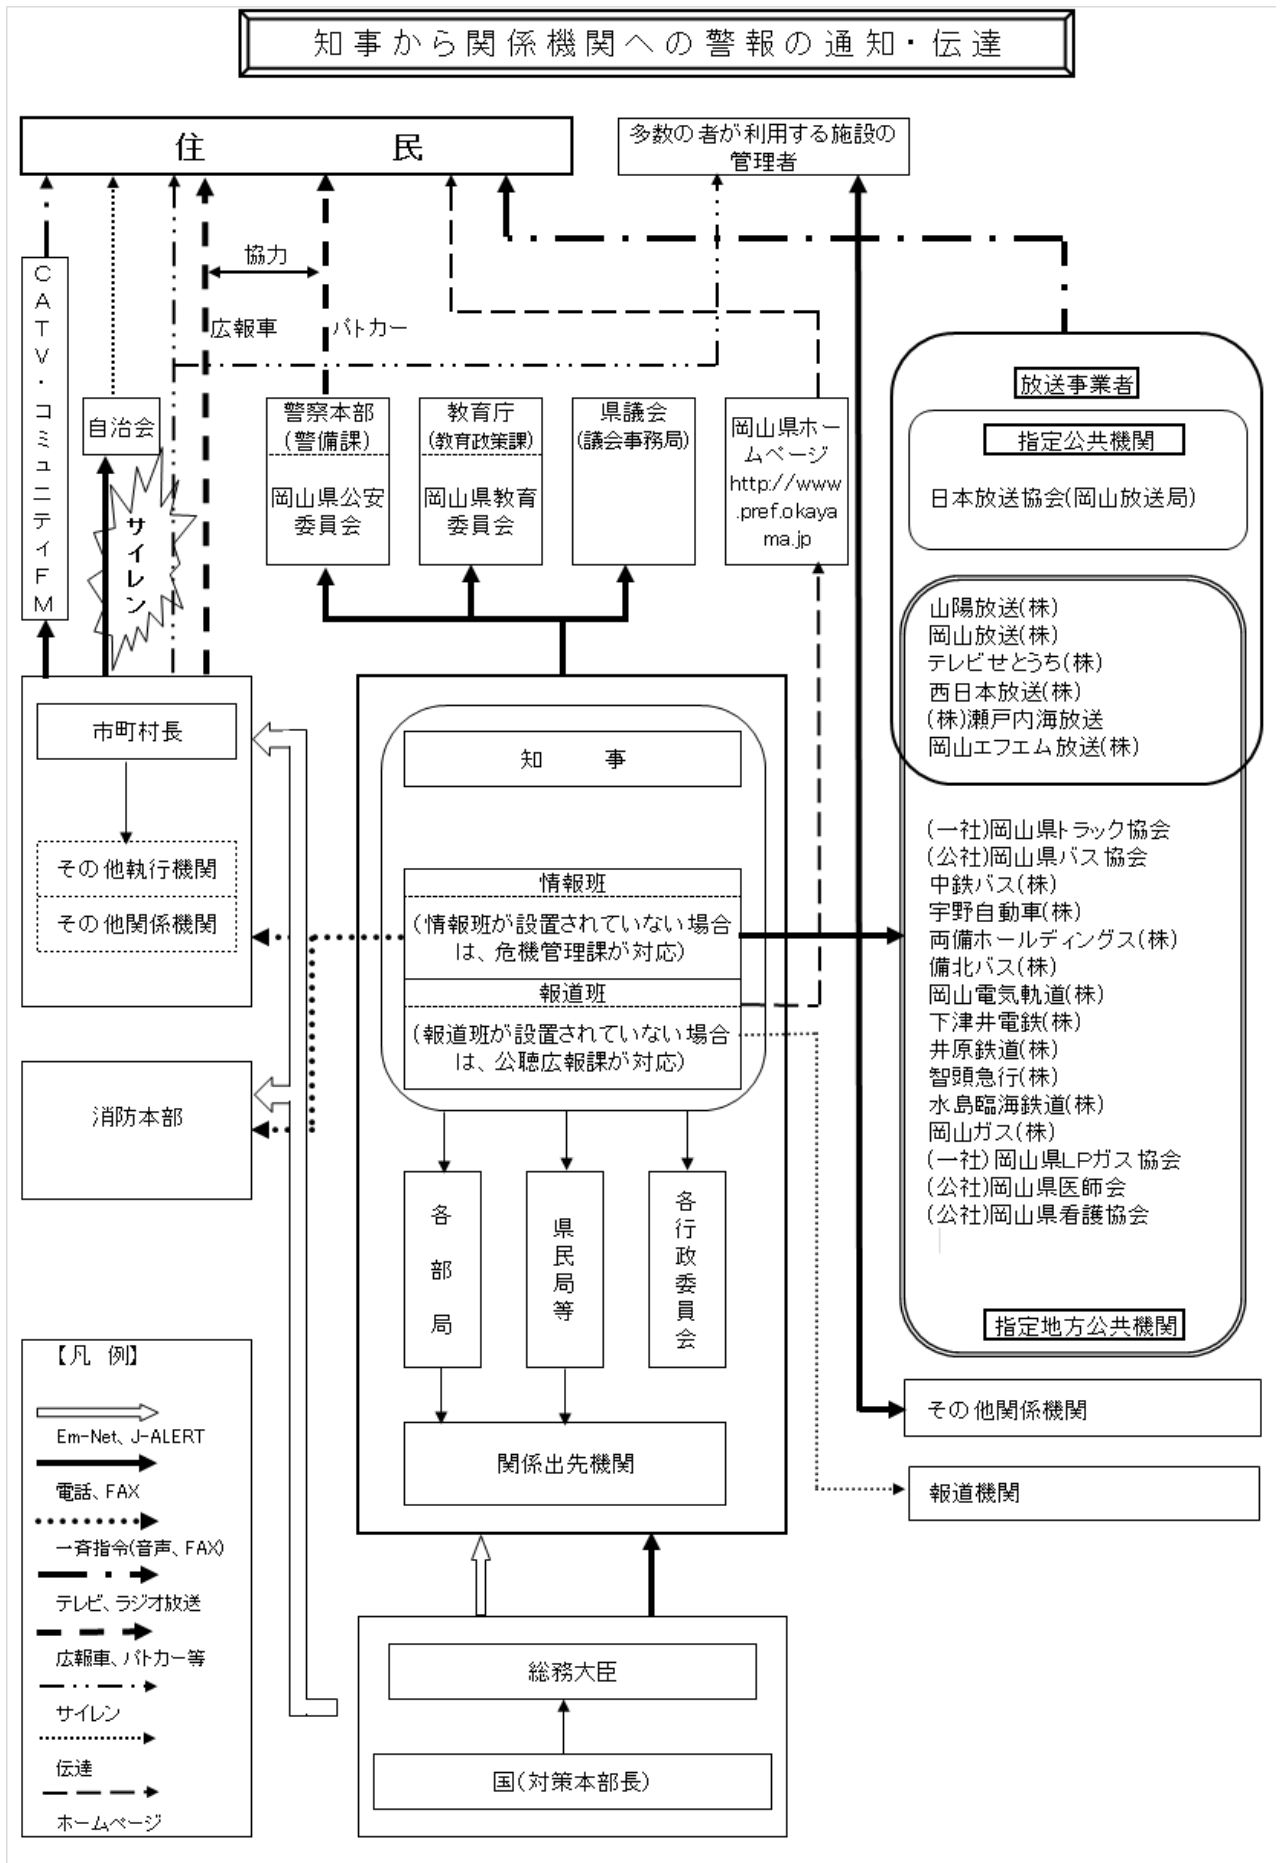 知事から関係機関への警報の通知・伝達
住 民
多数の者が利用する施設の
管理者
協力
広報車
パトカー
CATV・コミュニティFM
自治会
サイレン
警察本部
(警備課)
岡山県公安
委員会
教育庁
(教育政策課)
岡山県教育
委員会
県議会
(議会事務局)
岡山県ホー
ムページ
http://www
.pref.okaya
ma.jp
放送事業者
指定公共機関
日本放送協会(岡山放送局)
山陽放送(株)
岡山放送(株)
テレビせとうち(株)
西日本放送(株)
(株)瀬戸内海放送
岡山エフエム放送(株)
(一社)岡山県トラック協会
(公社)岡山県バス協会
中鉄バス(株)
宇野自動車(株)
両備ホールディングス(株)
備北バス(株)
岡山電気軌道(株)
下津井電鉄(株)
井原鉄道(株)
智頭急行(株)
水島臨海鉄道(株)
岡山ガス(株)
(一社)岡山県LPガス協会
(公社)岡山県医師会
(公社)岡山県看護協会
指定地方公共機関
その他関係機関
報道機関
市町村長
その他執行機関
その他関係機関
消防本部
知 事
情報班
(情報班が設置されていない場合
は、危機管理課が対応)
報道班
(報道班が設置されていない場合
は、公聴広報課が対応)
各部局
県民局等
各行政委員会
関係出先機関
総務大臣
国(対策本部長)
【凡 例】
Em-Net、J-ALERT
電話、FAX
一斉指令(音声、FAX)
テレビ、ラジオ放送
広報車、パトカー等
サイレン
伝達
ホームページ